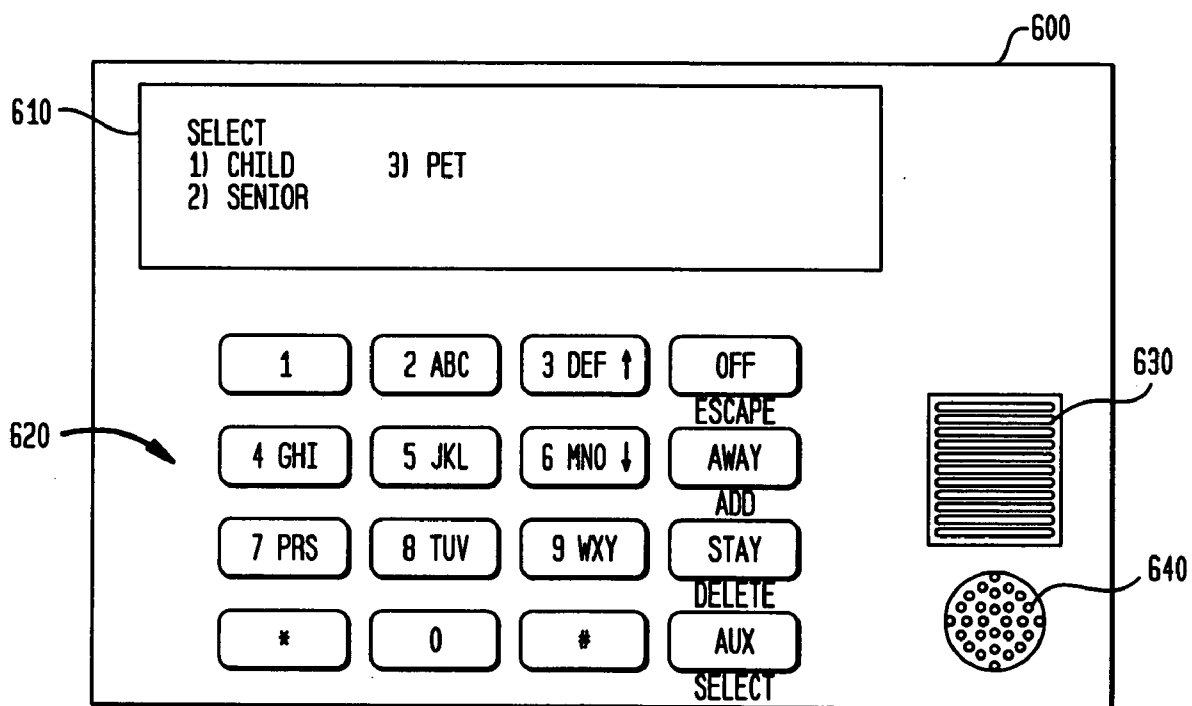 600
610
SELECT
1) CHILD 3) PET
2) SENIOR
1 2 ABC 3 DEF ↑ OFF
ESCAPE
630
620
4 GHI 5 JKL 6 MNO ↓ AWAY
ADD
7 PRS 8 TUV 9 WXY STAY
DELETE
640
* 0 # AUX
SELECT